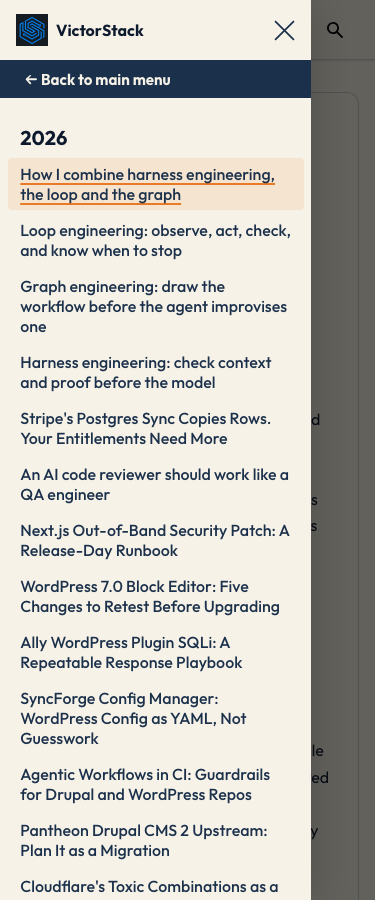 VictorStack
← Back to main menu
2026
How I combine harness engineering,
the loop and the graph
Loop engineering: observe, act, check,
and know when to stop
Graph engineering: draw the
workflow before the agent improvises
one
Harness engineering: check context
and proof before the model
Stripe's Postgres Sync Copies Rows.
Your Entitlements Need More
An AI code reviewer should work like a
QA engineer
Next.js Out-of-Band Security Patch: A
Release-Day Runbook
WordPress 7.0 Block Editor: Five
Changes to Retest Before Upgrading
Ally WordPress Plugin SQLi: A
Repeatable Response Playbook
SyncForge Config Manager:
WordPress Config as YAML, Not
Guesswork
Agentic Workflows in CI: Guardrails
for Drupal and WordPress Repos
Pantheon Drupal CMS 2 Upstream:
Plan It as a Migration
Cloudflare's Toxic Combinations as a